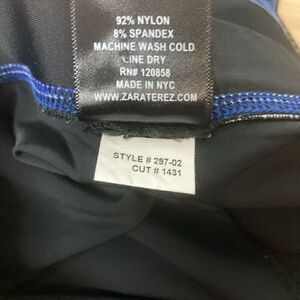 92% NYLON
8% SPANDEX
MACHINE WASH COLD
LINE DRY
RN# 120858
MADE IN NYC
WWW.ZARATEREZ.COM
STYLE # 297-02
CUT # 1431